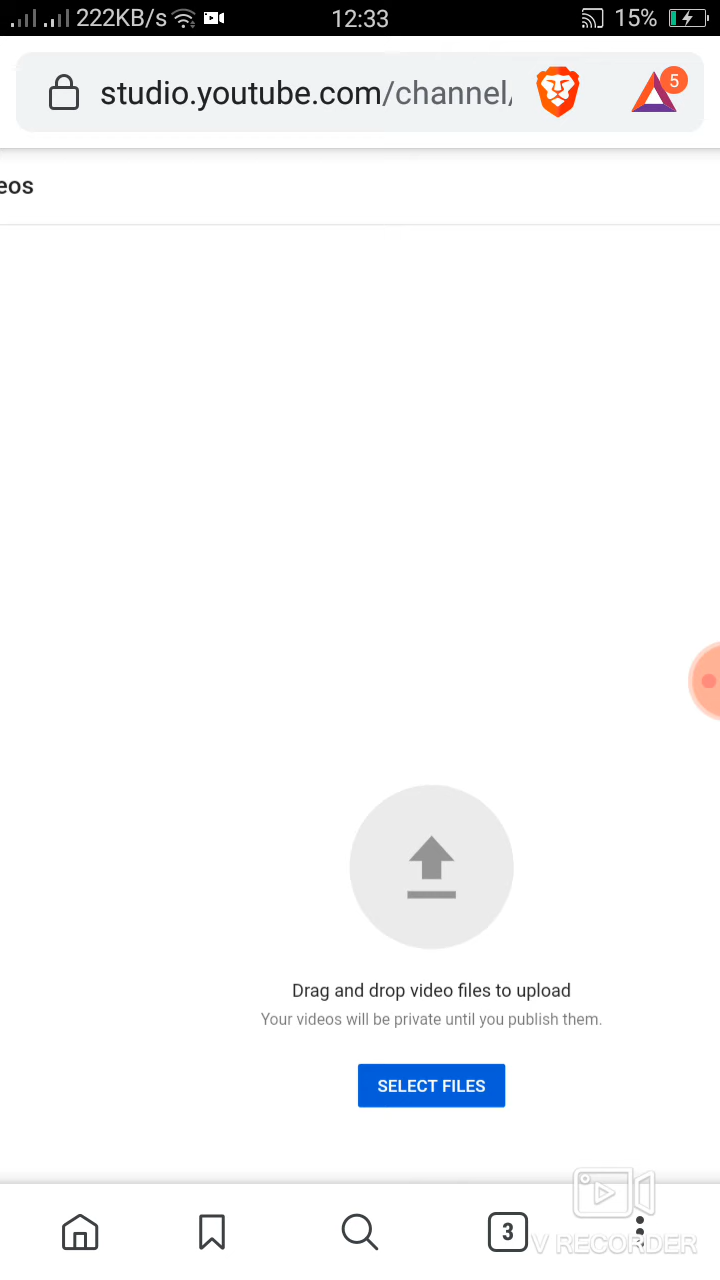 222KB/s 12:33 15%
studio.youtube.com/channel/ 5
eos
Drag and drop video files to upload
Your videos will be private until you publish them.
SELECT FILES
3
V RECORDER